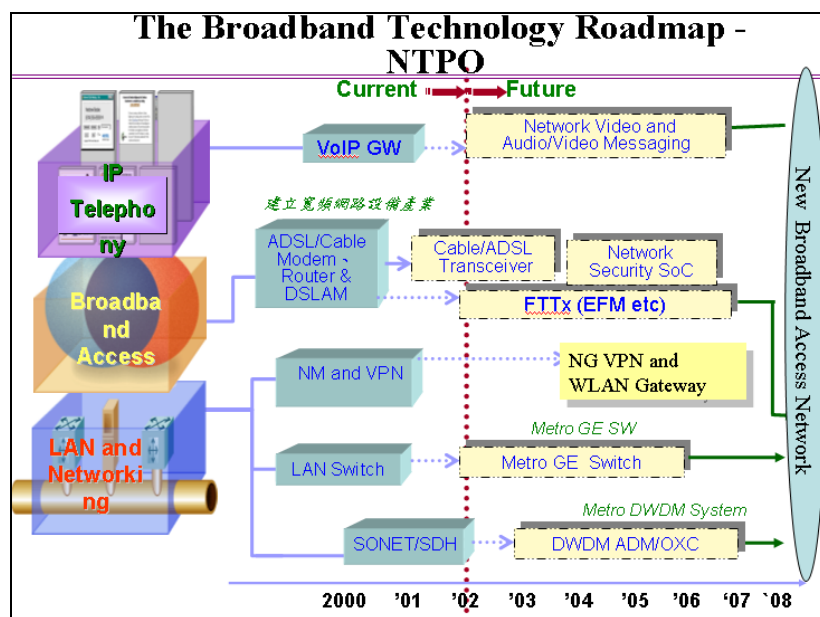 The Broadband Technology Roadmap -
NTPO
Current
Future
IP
Telepho
ny
VoIP GW
Network Video and
Audio/Video Messaging
建立寬頻網路設備產業
Broadba
nd
Access
ADSL/Cable
Modem、
Router &
DSLAM
Cable/ADSL
Transceiver
Network
Security SoC
FTTx (EFM etc)
NM and VPN
NG VPN and
WLAN Gateway
LAN and
Networki
ng
Metro GE SW
LAN Switch
Metro GE Switch
Metro DWDM System
SONET/SDH
DWDM ADM/OXC
New Broadband Access Network
2000 '01 '02 '03 '04 '05 '06 '07 `08